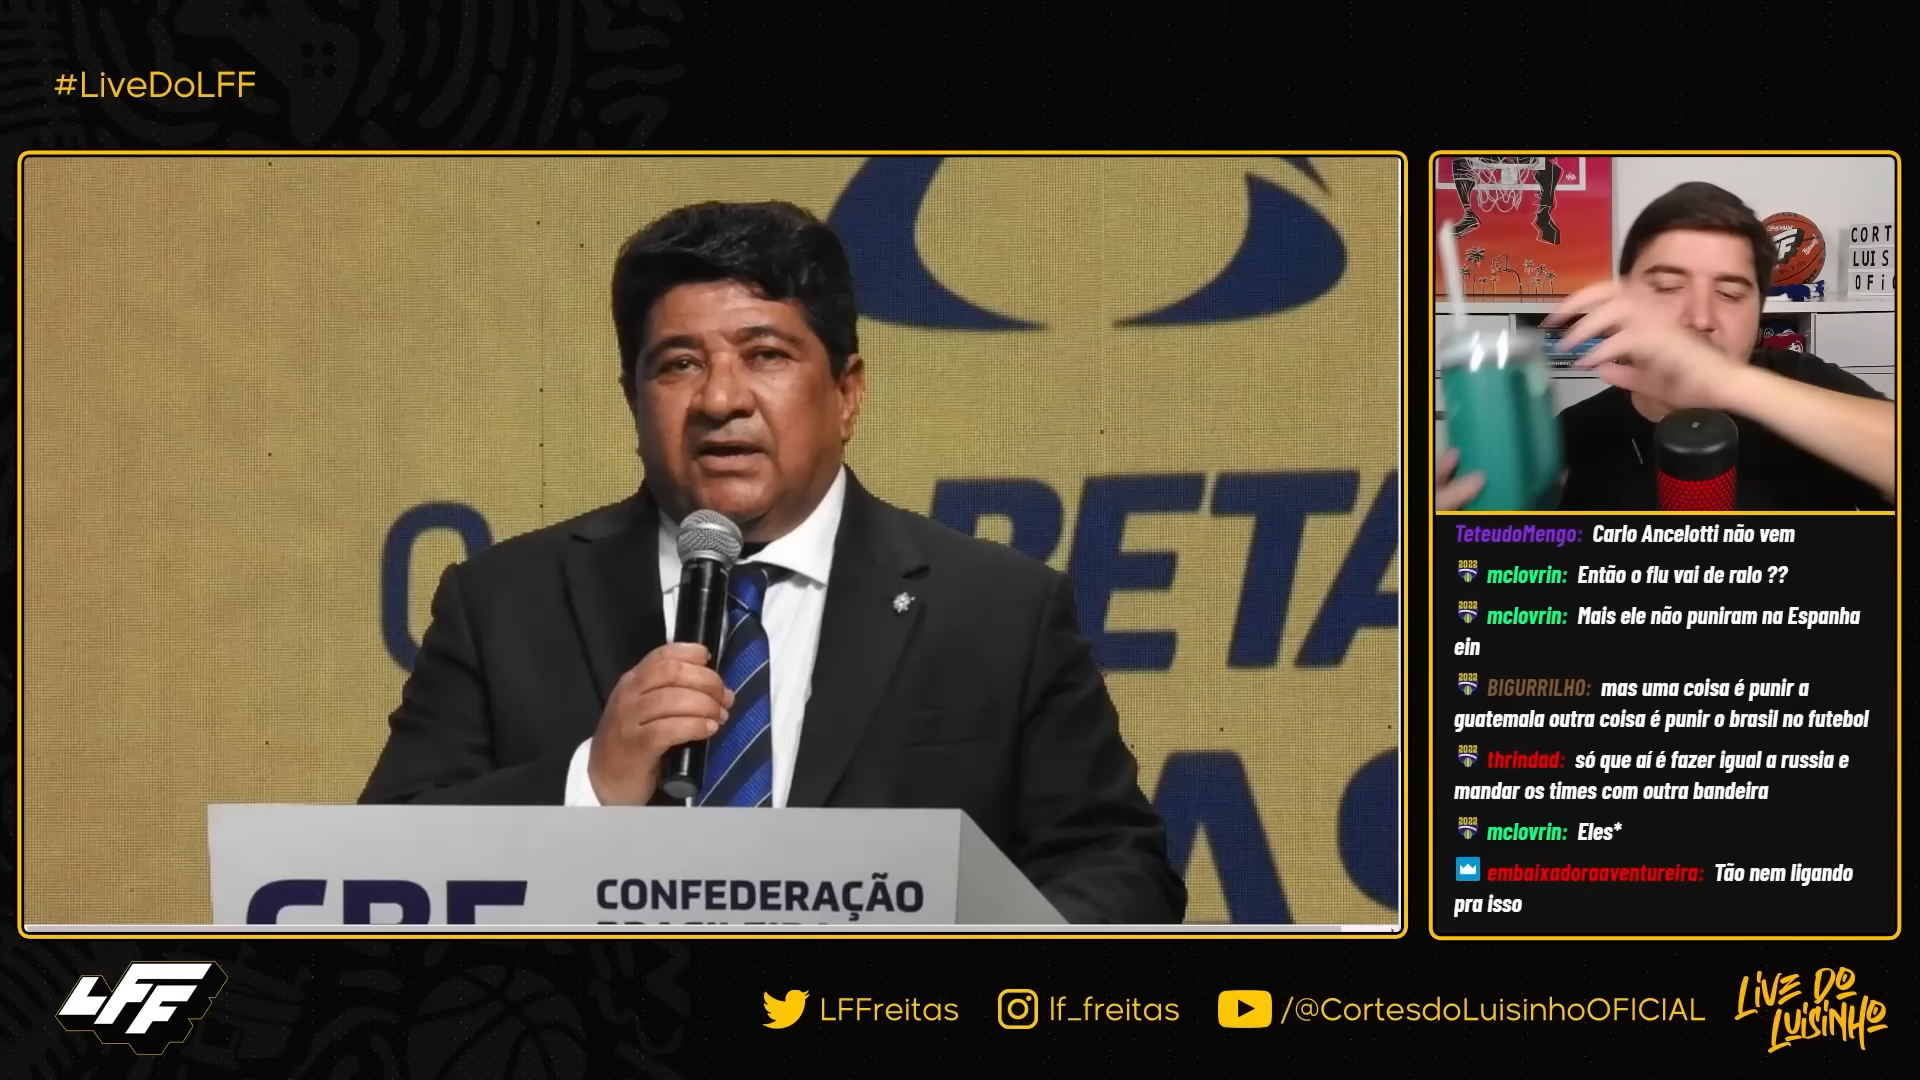 #LiveDoLFF
BETA
CBF
CONFEDERAÇÃO
CORT
LUIS
OFI
TeteudoMengo: Carlo Ancelotti não vem
mclovrin: Então o flu vai de ralo ??
mclovrin: Mais ele não puniram na Espanha
ein
BIGURRILHO: mas uma coisa é punir a
guatemala outra coisa é punir o brasil no futebol
thrindad: só que aí é fazer igual a russia e
mandar os times com outra bandeira
mclovrin: Eles*
embaixadoraaventureira: Tão nem ligando
pra isso
LFF
LFFreitas
lf_freitas
/@CortesdoLuisinhoOFICIAL
LIVE DO
LUISINHO